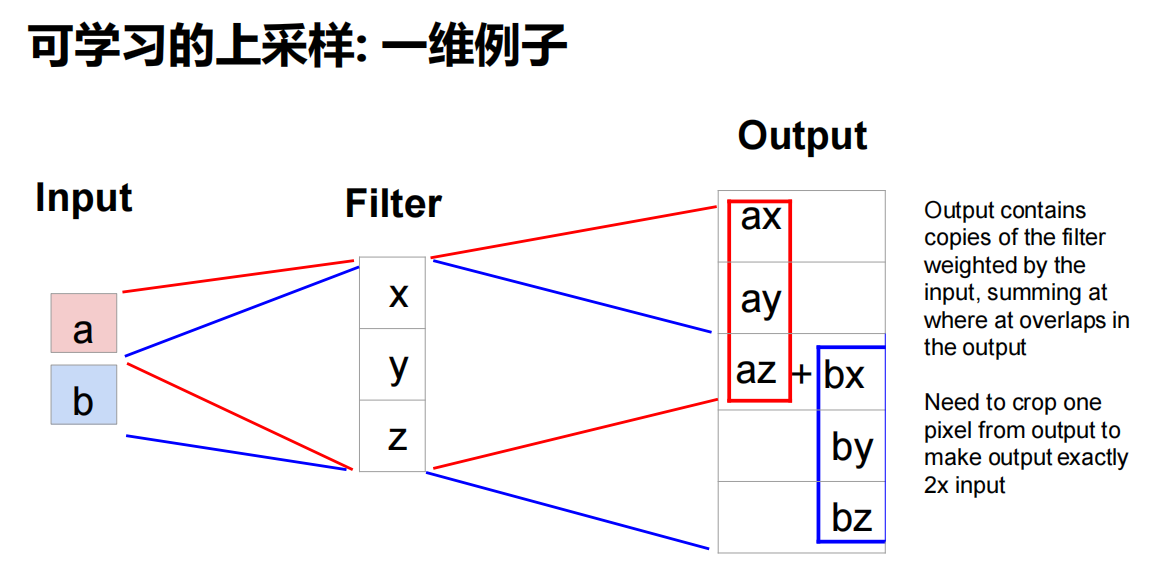 可学习的上采样: 一维例子
Input
a
b
Filter
x
y
z
Output
ax
ay
az + bx
by
bz
Output contains
copies of the filter
weighted by the
input, summing at
where at overlaps in
the output
Need to crop one
pixel from output to
make output exactly
2x input